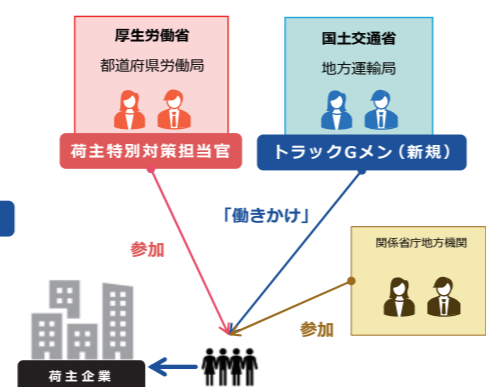 厚生労働省
都道府県労働局
荷主特別対策担当官
国土交通省
地方運輸局
トラックGメン(新規)
「働きかけ」
参加
関係省庁地方機関
参加
荷主企業